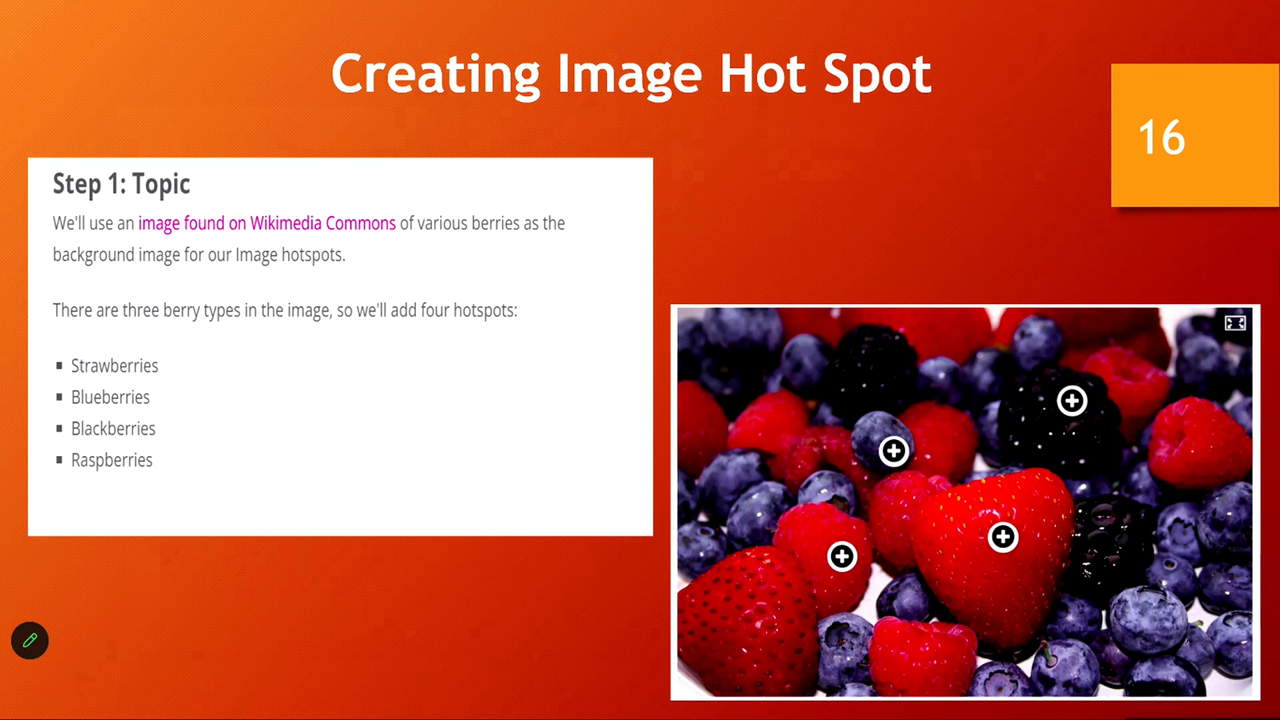 Creating Image Hot Spot
16
Step 1: Topic
We'll use an image found on Wikimedia Commons of various berries as the
background image for our Image hotspots.
There are three berry types in the image, so we'll add four hotspots:
▪ Strawberries
▪ Blueberries
▪ Blackberries
▪ Raspberries